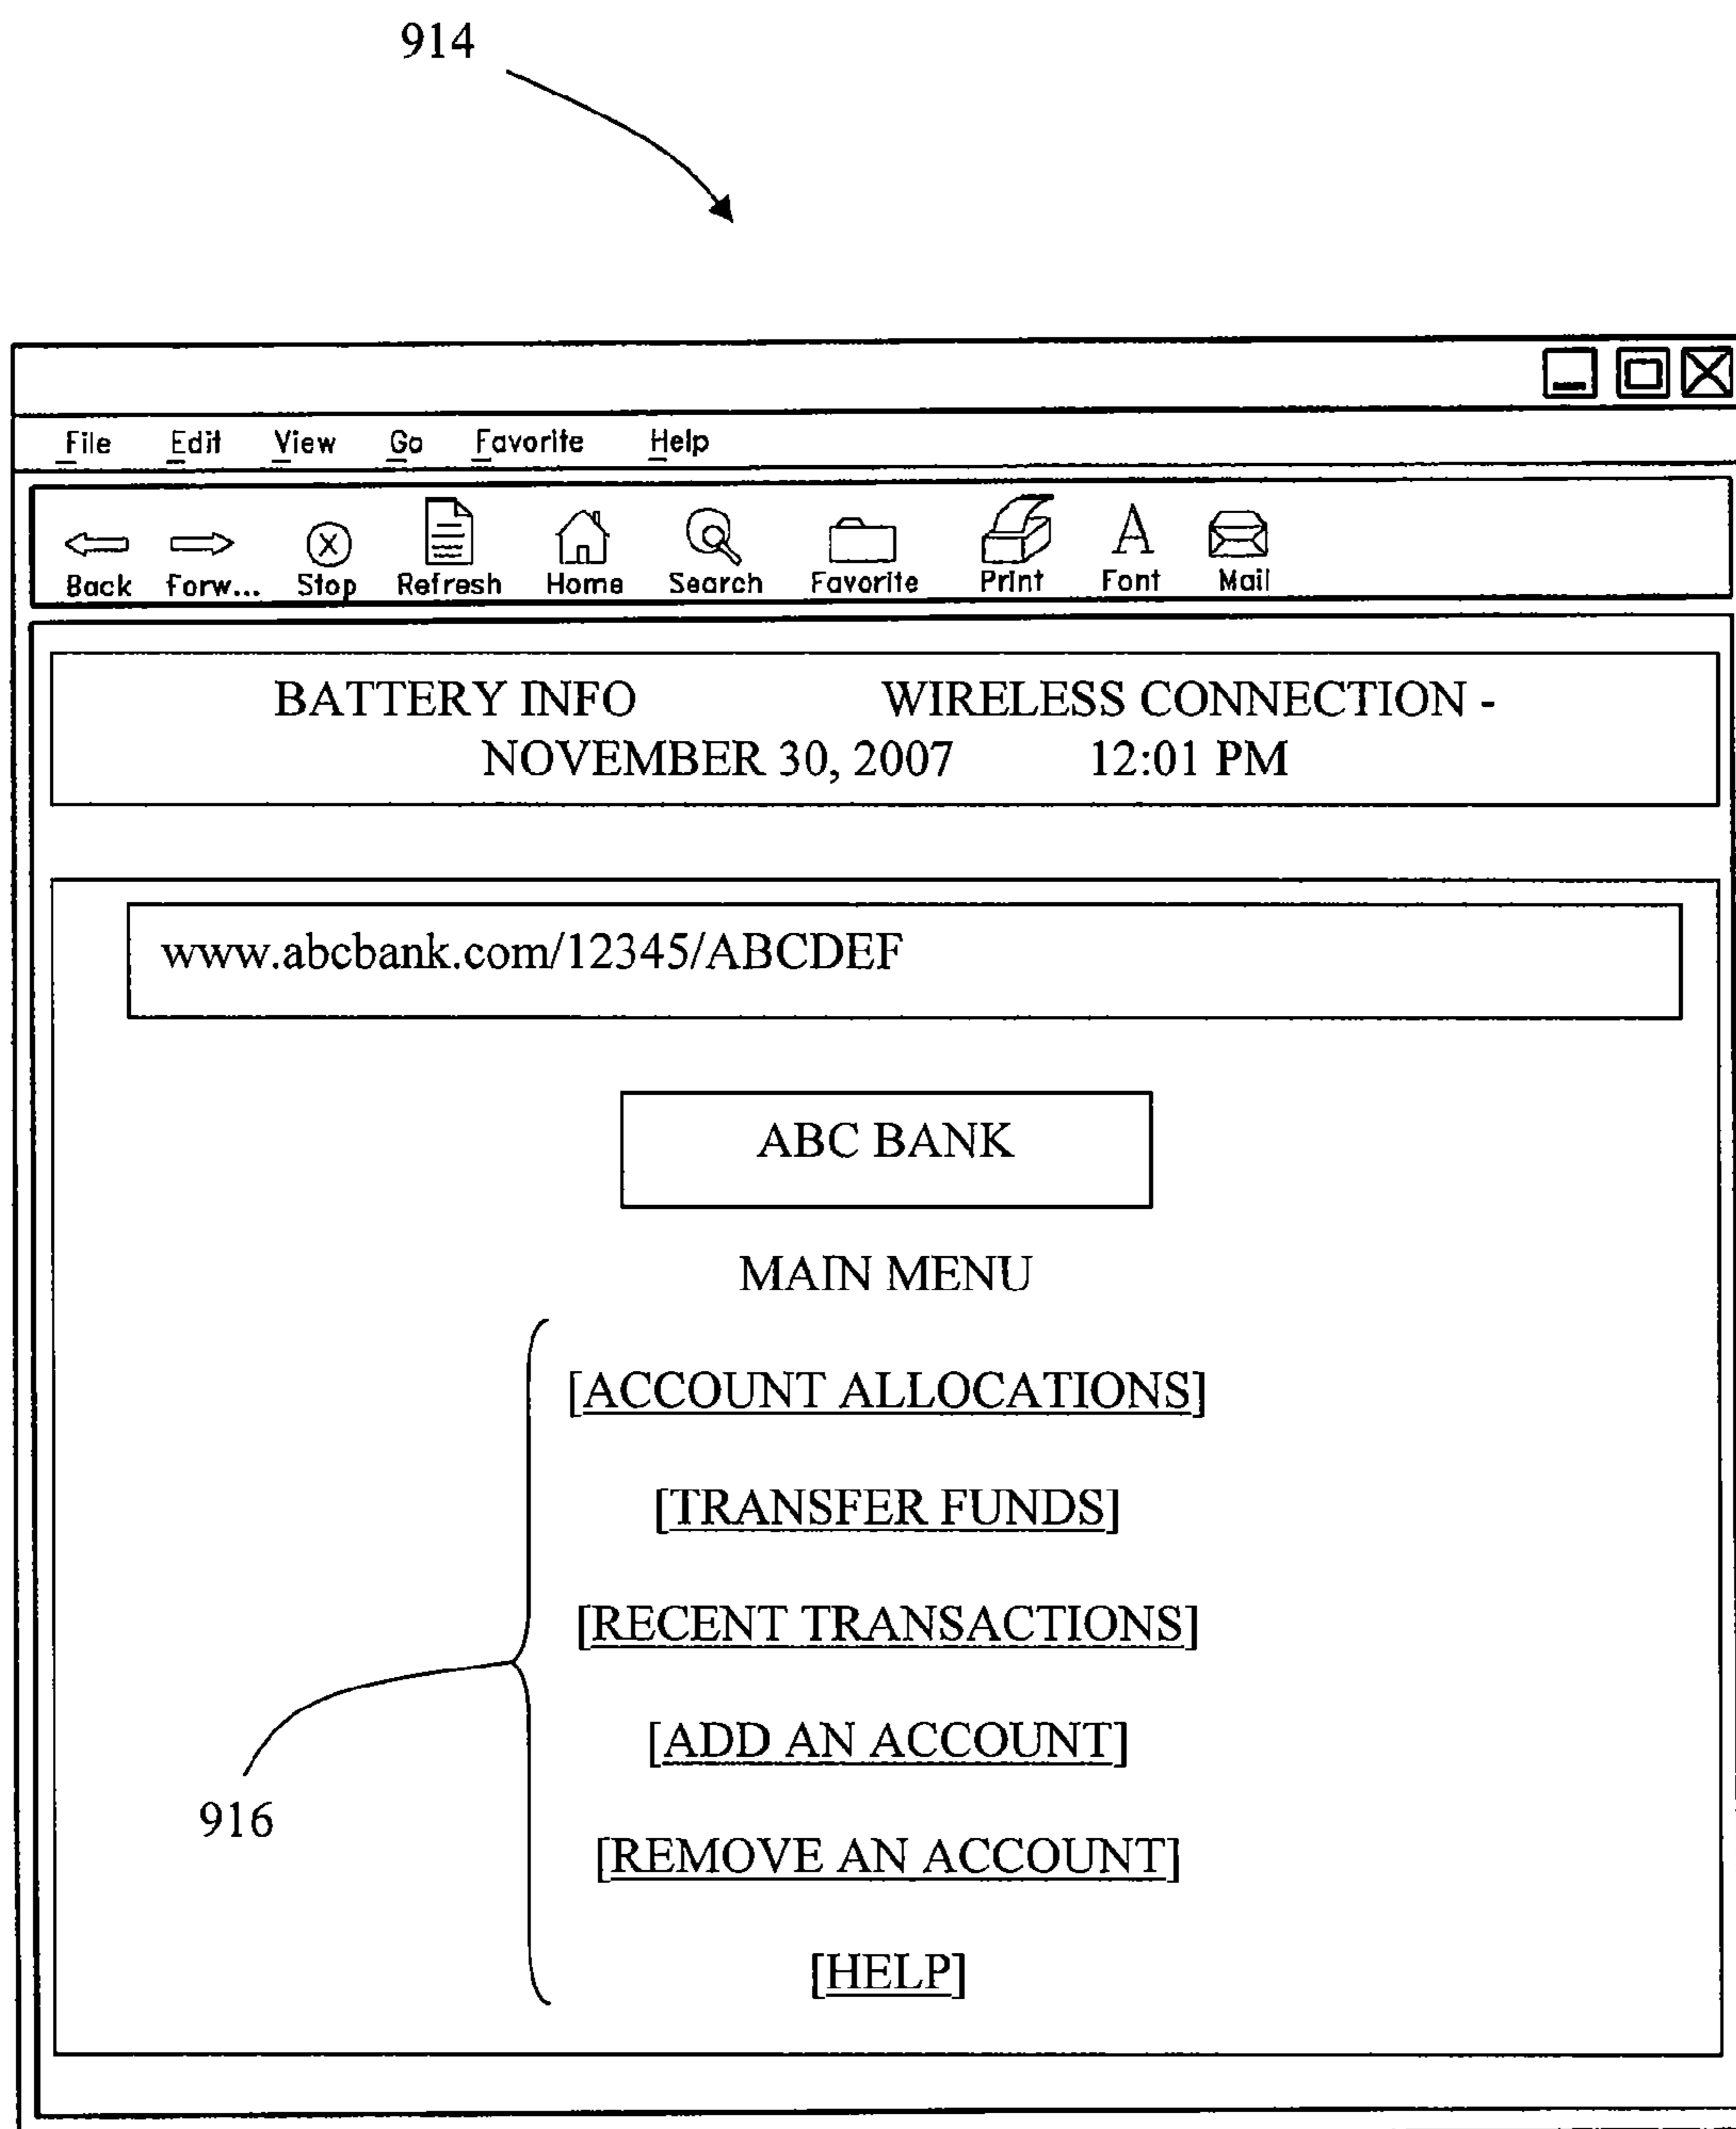 914
File Edit View Go Favorite Help
Back Forw... Stop Refresh Home Search Favorite Print Font Mail
BATTERY INFO WIRELESS CONNECTION -
NOVEMBER 30, 2007 12:01 PM
www.abcbank.com/12345/ABCDEF
ABC BANK
MAIN MENU
[ACCOUNT ALLOCATIONS]
[TRANSFER FUNDS]
[RECENT TRANSACTIONS]
[ADD AN ACCOUNT]
916
[REMOVE AN ACCOUNT]
[HELP]